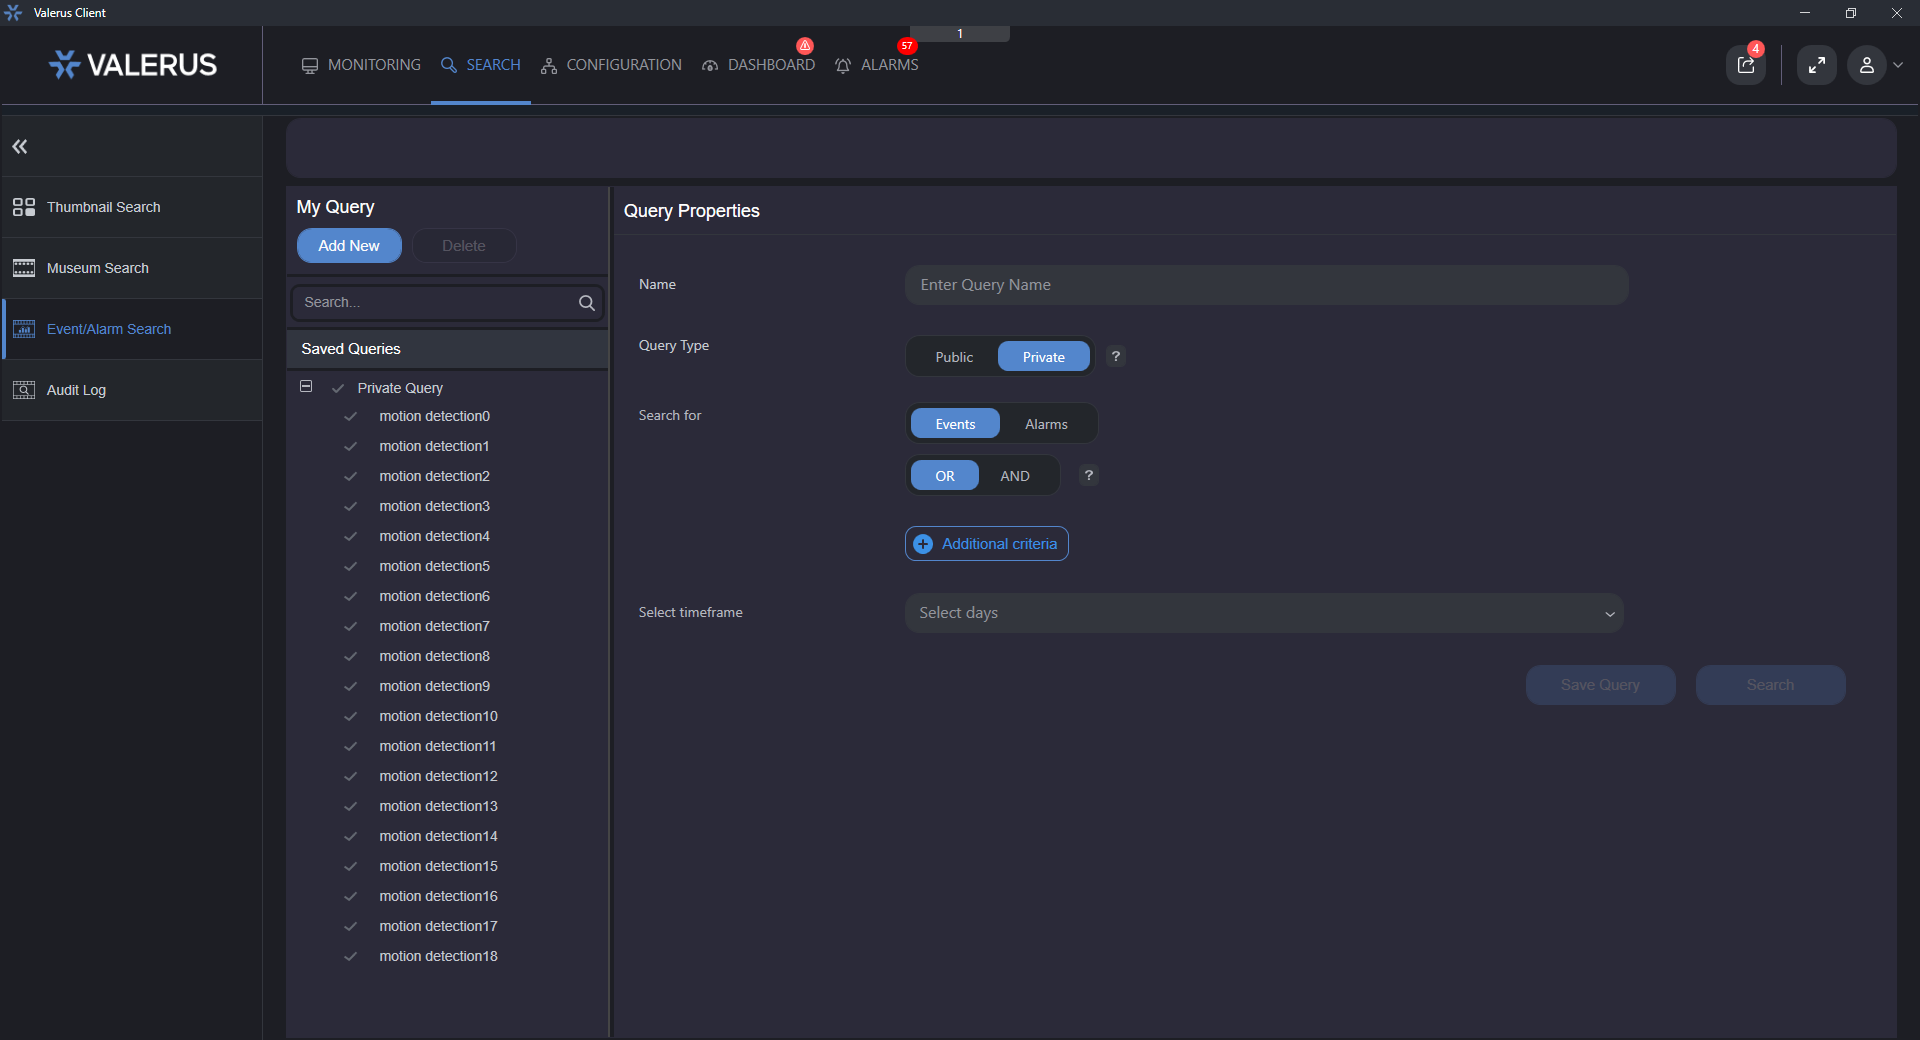 Valerus Client
1
VALERUS
MONITORING
SEARCH
CONFIGURATION
DASHBOARD
57
ALARMS
4
Thumbnail Search
Museum Search
Event/Alarm Search
Audit Log
My Query
Add New
Delete
Search...
Saved Queries
Private Query
motion detection0
motion detection1
motion detection2
motion detection3
motion detection4
motion detection5
motion detection6
motion detection7
motion detection8
motion detection9
motion detection10
motion detection11
motion detection12
motion detection13
motion detection14
motion detection15
motion detection16
motion detection17
motion detection18
Query Properties
Name
Enter Query Name
Query Type
Public
Private
?
Search for
Events
Alarms
OR
AND
?
Additional criteria
Select timeframe
Select days
Save Query
Search